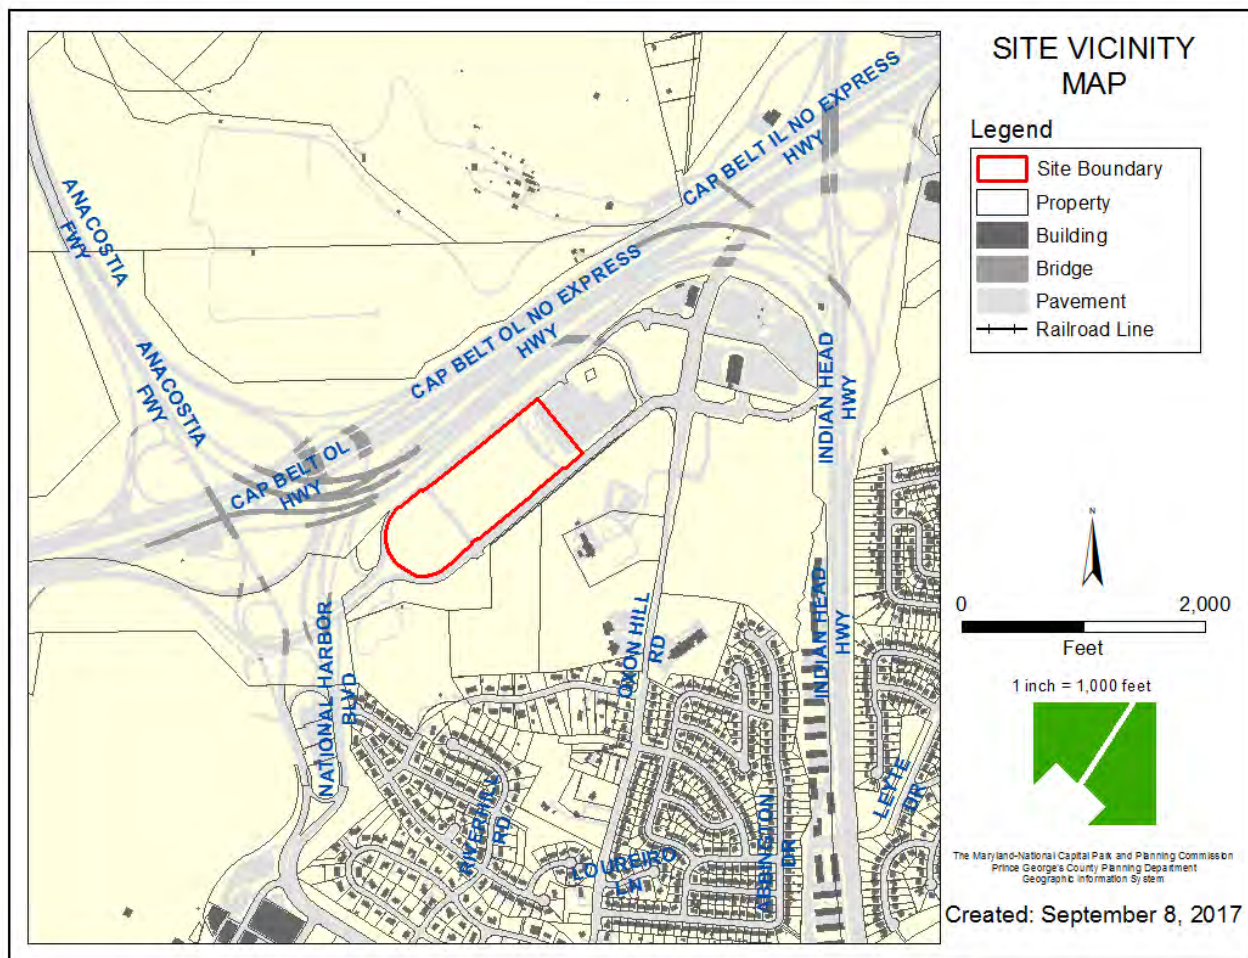 SITE VICINITY
MAP
Legend
Site Boundary
Property
Building
Bridge
Pavement
Railroad Line
ANACOSTIA
FWY
ANACOSTIA
FWY
CAP BELT IL NO EXPRESS
HWY
CAP BELT OL NO EXPRESS
HWY
CAP BELT OL
HWY
INDIAN HEAD
HWY
INDIAN HEAD
HWY
NATIONAL HARBOR
BLVD
OXON HILL
RD
RIVERHILL
RD
LOUREIRO
LN
ABBINGTON
DR
LEYTE
DR
N
0 2,000
Feet
1 inch = 1,000 feet
The Maryland-National Capital Park and Planning Commission
Prince George's County Planning Department
Geographic Information System
Created: September 8, 2017